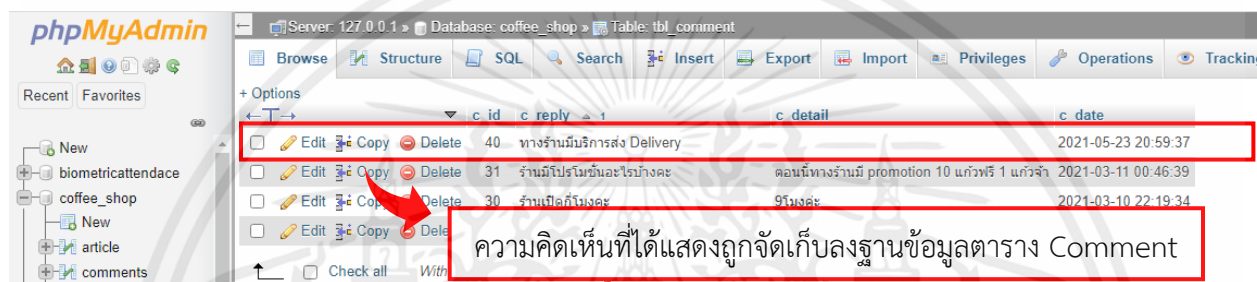 phpMyAdmin
Recent Favorites
New
biometricattendace
coffee_shop
New
article
comments
Server: 127.0.0.1 » Database: coffee_shop » Table: tbl_comment
Browse Structure SQL Search Insert Export Import Privileges Operations Tracking
+ Options
←T→ c_id c_reply 1 c_detail c_date
Edit Copy Delete 40 ทางร้านมีบริการส่ง Delivery 2021-05-23 20:59:37
Edit Copy Delete 31 ร้านมีโปรโมชั่นอะไรบ้างคะ ตอนนี้ทางร้านมี promotion 10 แก้วฟรี 1 แก้วจ้า 2021-03-11 00:46:39
Edit Copy Delete 30 ร้านเปิดกี่โมงคะ 9โมงค่ะ 2021-03-10 22:19:34
Edit Copy Dele
ความคิดเห็นที่ได้แสดงถูกจัดเก็บลงฐานข้อมูลตาราง Comment
Check all With